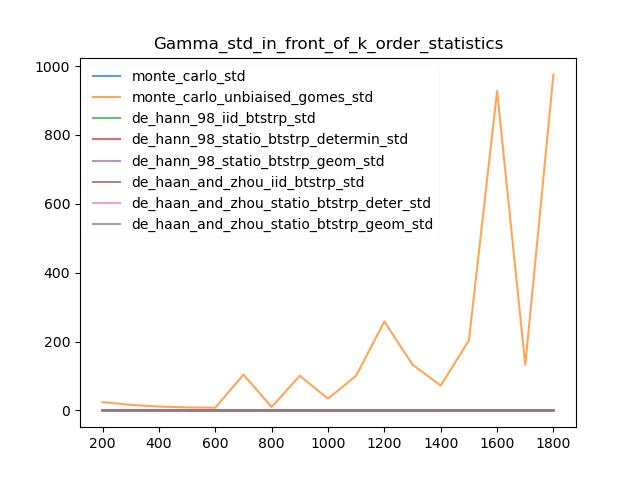 Gamma_std_in_front_of_k_order_statistics
1000
800
600
400
200
0
monte_carlo_std
monte_carlo_unbiaised_gomes_std
de_hann_98_iid_btstrp_std
de_hann_98_statio_btstrp_determin_std
de_hann_98_statio_btstrp_geom_std
de_haan_and_zhou_iid_btstrp_std
de_haan_and_zhou_statio_btstrp_deter_std
de_haan_and_zhou_statio_btstrp_geom_std
200 400 600 800 1000 1200 1400 1600 1800